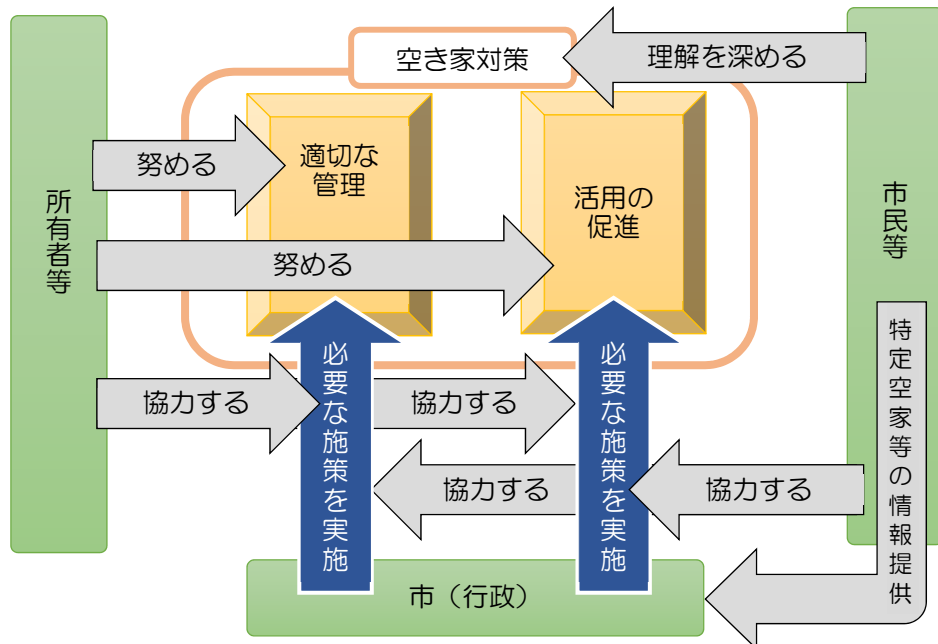 空き家対策
理解を深める
適切な
管理
努める
活用の
促進
努める
所有者等
市民等
特定空家等の情報提供
必要な施策を実施
必要な施策を実施
協力する
協力する
協力する
協力する
市（行政）